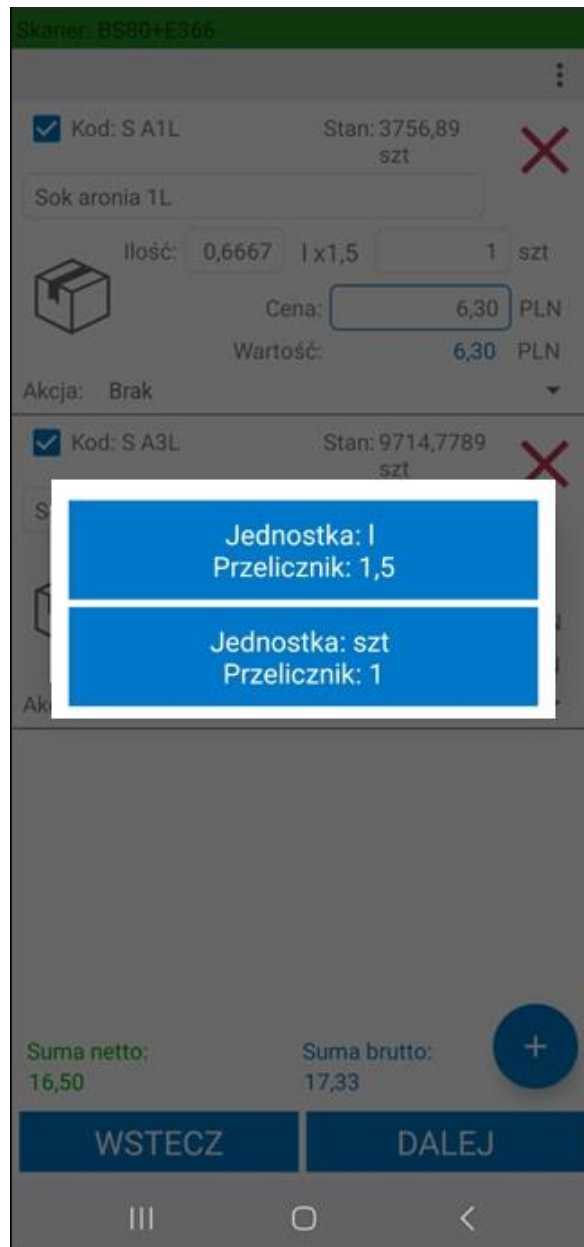 Skaner: BS80+E366
Kod: S A1L Stan: 3756,89
szt
Sok aronia 1L
Ilość: 0,6667 l x1,5 1 szt
Cena: 6,30 PLN
Wartość: 6,30 PLN
Akcja: Brak
Kod: S A3L Stan: 9714,7789
szt
Jednostka: l
Przelicznik: 1,5
Jednostka: szt
Przelicznik: 1
Suma netto: Suma brutto:
16,50 17,33
+
WSTECZ DALEJ